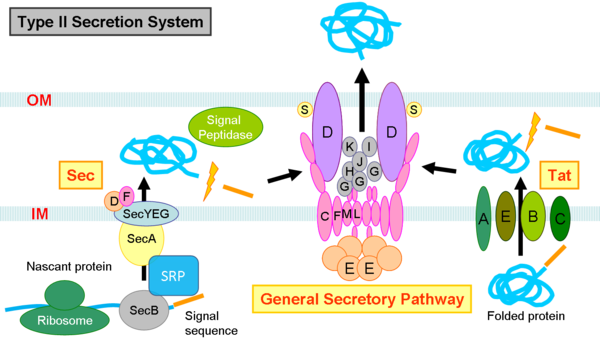 Type II Secretion System
OM
S
S
D
D
Signal
Peptidase
K
I
J
H
G
G
G
Sec
Tat
D
F
IM
SecYEG
C
F
M
L
A
E
B
C
SecA
Nascant protein
SRP
E
E
Ribosome
SecB
Signal
sequence
General Secretory Pathway
Folded protein